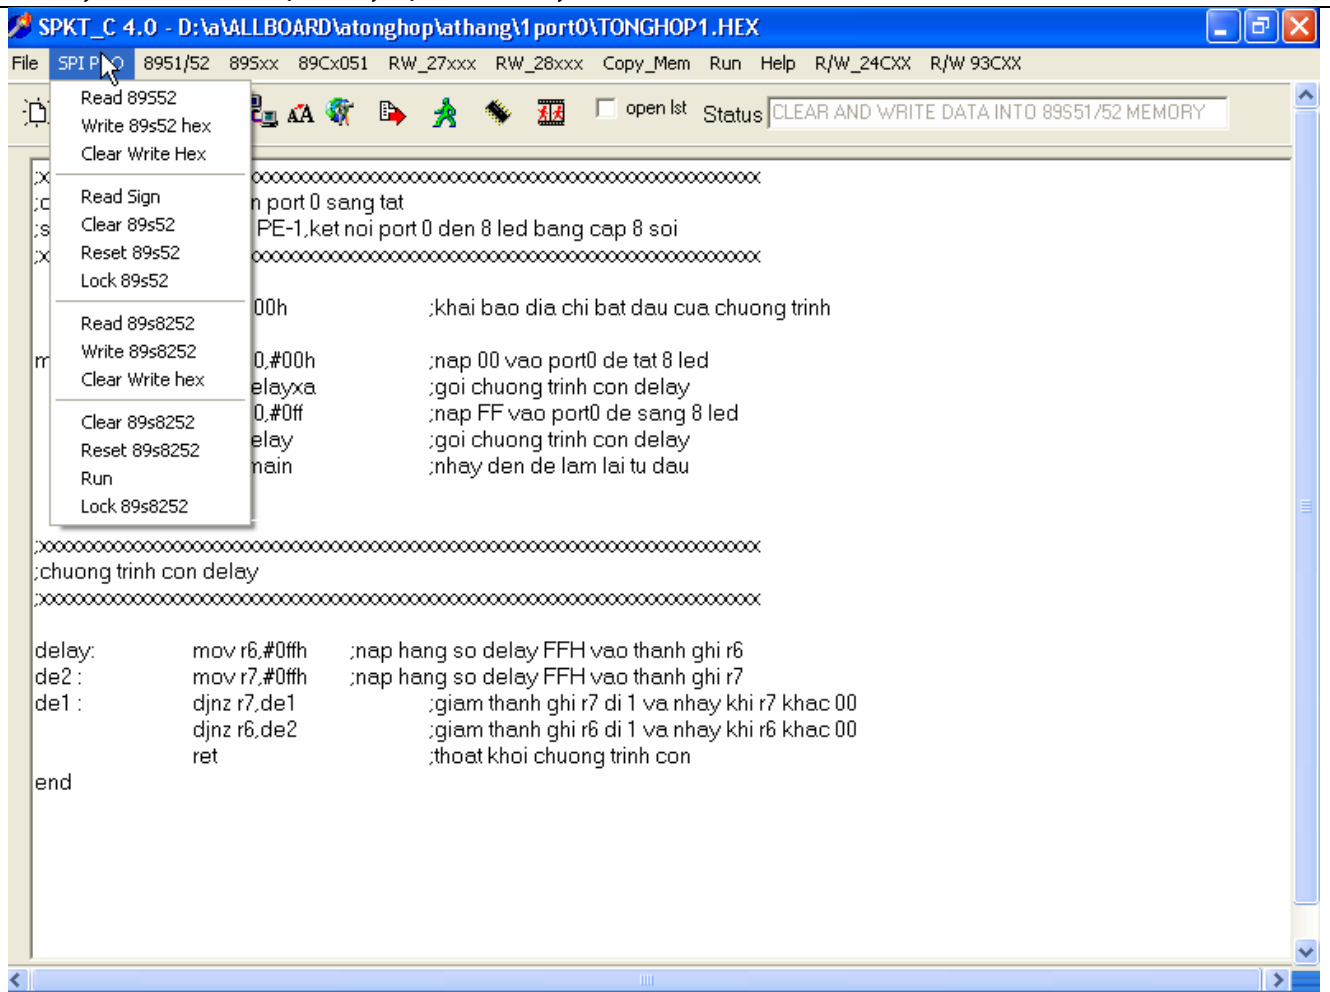 SPKT_C 4.0 - D:\a\ALLBOARD\atonghop\athang\1port0\TONGHOP1.HEX
File SPI P O 8951/52 89Sxx 89Cx051 RW_27xxx RW_28xxx Copy_Mem Run Help R/W_24CXX R/W 93CXX
open lst Status CLEAR AND WRITE DATA INTO 89S51/52 MEMORY
Read 89S52
Write 89s52 hex
Clear Write Hex
Read Sign
Clear 89s52
Reset 89s52
Lock 89s52
Read 89s8252
Write 89s8252
Clear Write hex
Clear 89s8252
Reset 89s8252
Run
Lock 89s8252
n port 0 sang tat
PE-1,ket noi port 0 den 8 led bang cap 8 soi
00h ;khai bao dia chi bat dau cua chuong trinh
m 0,#00h ;nap 00 vao port0 de tat 8 led
elayxa ;goi chuong trinh con delay
0,#0ff ;nap FF vao port0 de sang 8 led
elay ;goi chuong trinh con delay
main ;nhay den de lam lai tu dau
;chuong trinh con delay
delay: mov r6,#0ffh ;nap hang so delay FFH vao thanh ghi r6
de2 : mov r7,#0ffh ;nap hang so delay FFH vao thanh ghi r7
de1 : djnz r7,de1 ;giam thanh ghi r7 di 1 va nhay khi r7 khac 00
djnz r6,de2 ;giam thanh ghi r6 di 1 va nhay khi r6 khac 00
ret ;thoat khoi chuong trinh con
end